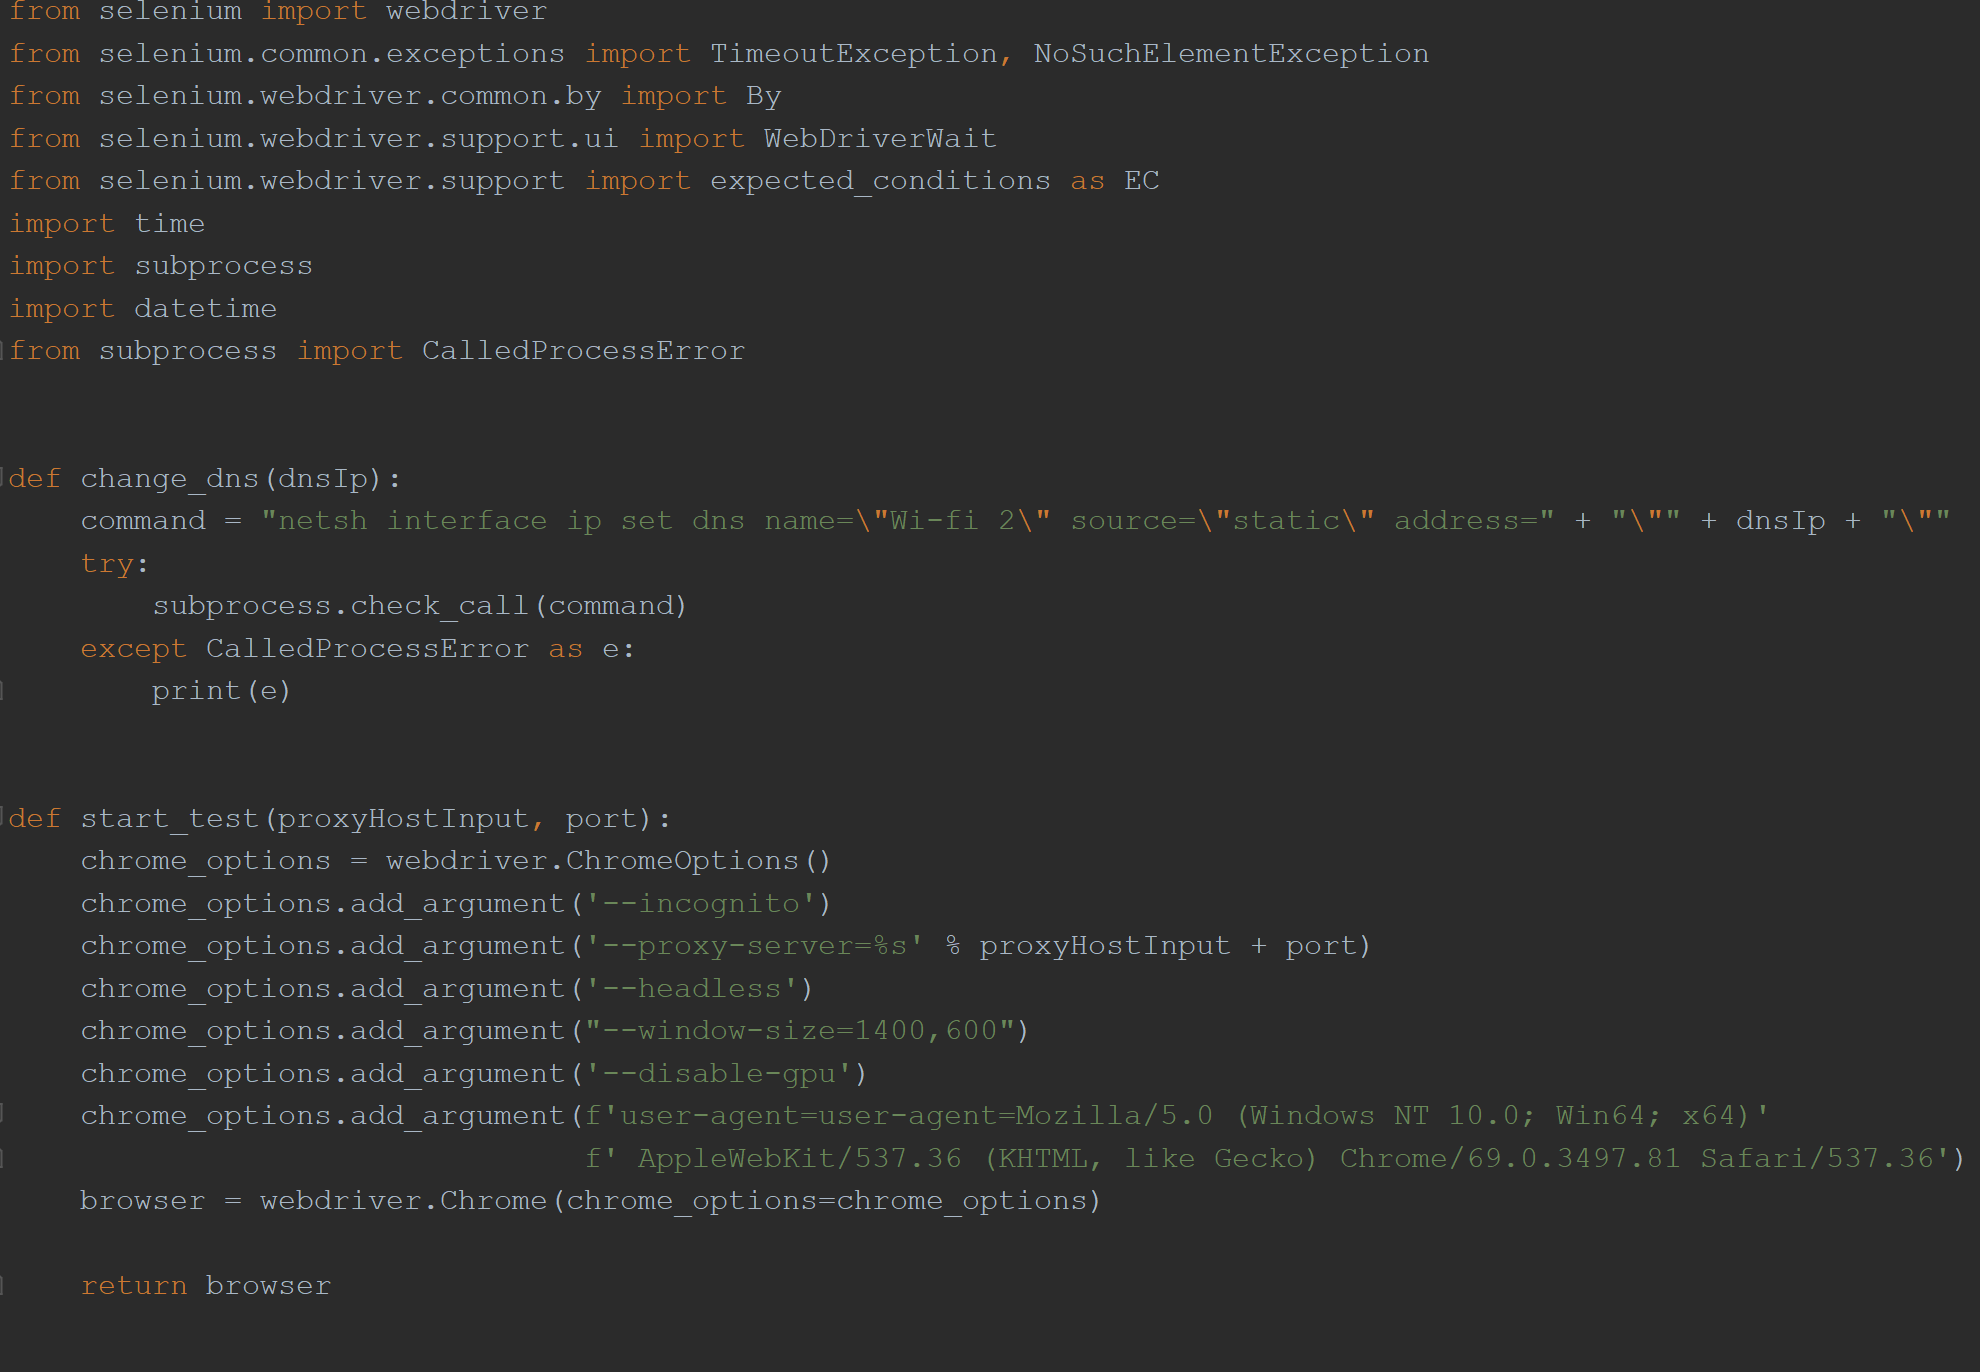 from selenium import webdriver
from selenium.common.exceptions import TimeoutException, NoSuchElementException
from selenium.webdriver.common.by import By
from selenium.webdriver.support.ui import WebDriverWait
from selenium.webdriver.support import expected_conditions as EC
import time
import subprocess
import datetime
from subprocess import CalledProcessError
def change_dns(dnsIp):
    command = "netsh interface ip set dns name=\"Wi-fi 2\" source=\"static\" address=" + "\"" + dnsIp + "\""
    try:
        subprocess.check_call(command)
    except CalledProcessError as e:
        print(e)
def start_test(proxyHostInput, port):
    chrome_options = webdriver.ChromeOptions()
    chrome_options.add_argument('--incognito')
    chrome_options.add_argument('--proxy-server=%s' % proxyHostInput + port)
    chrome_options.add_argument('--headless')
    chrome_options.add_argument("--window-size=1400,600")
    chrome_options.add_argument('--disable-gpu')
    chrome_options.add_argument(f'user-agent=user-agent=Mozilla/5.0 (Windows NT 10.0; Win64; x64)'
                                f' AppleWebKit/537.36 (KHTML, like Gecko) Chrome/69.0.3497.81 Safari/537.36')
    browser = webdriver.Chrome(chrome_options=chrome_options)
    return browser